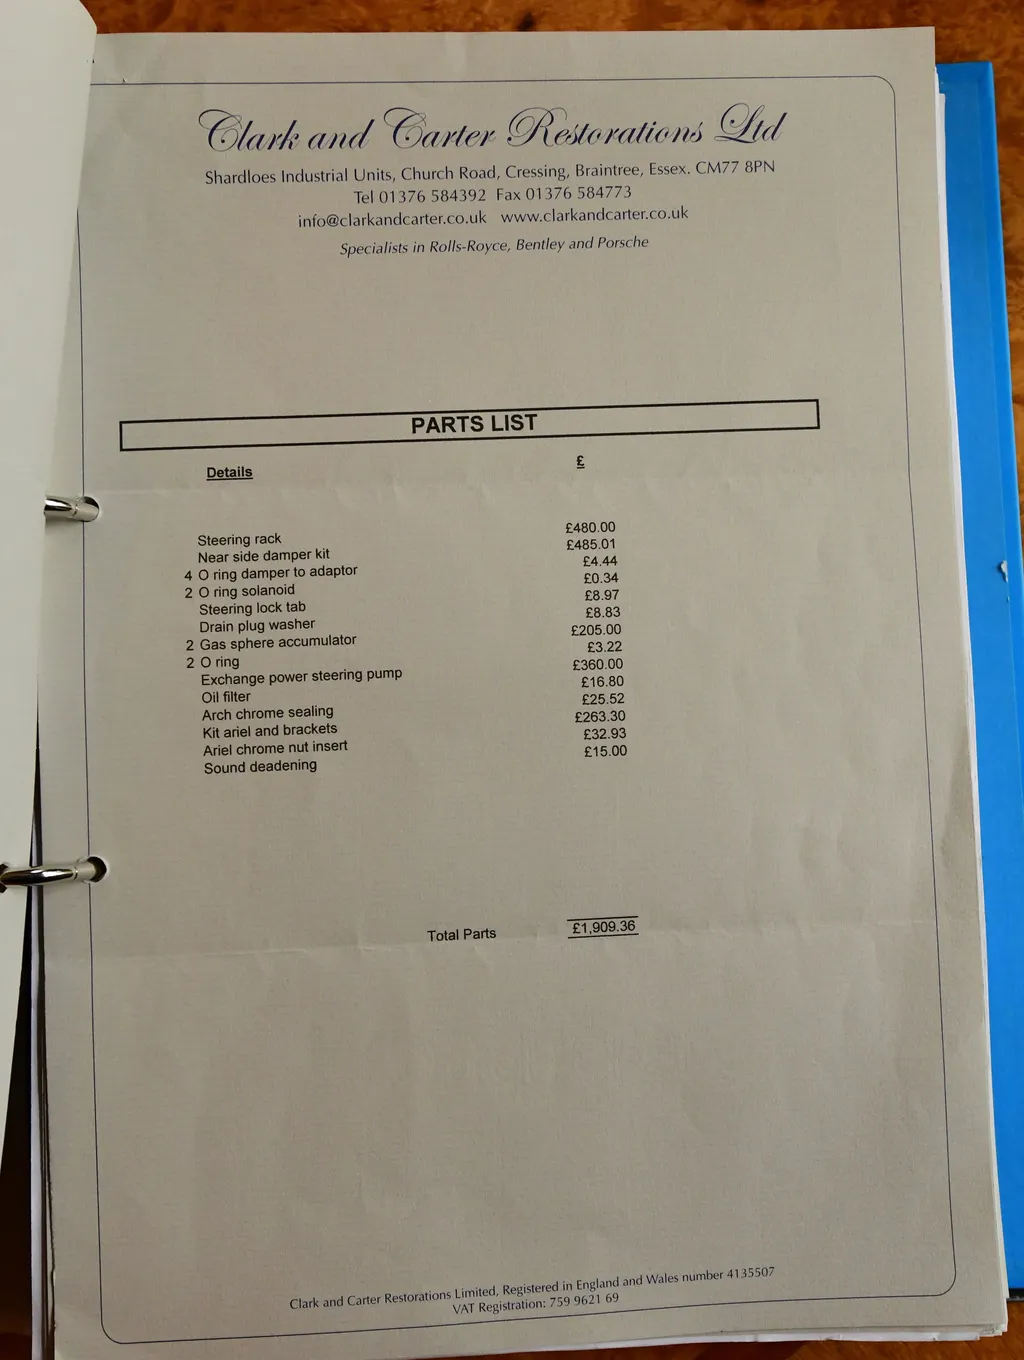 Clark and Carter Restorations Ltd
Shardloes Industrial Units, Church Road, Cressing, Braintree, Essex. CM77 8PN
Tel 01376 584392 Fax 01376 584773
info@clarkandcarter.co.uk www.clarkandcarter.co.uk
Specialists in Rolls-Royce, Bentley and Porsche
PARTS LIST
Details £
Steering rack £480.00
Near side damper kit £485.01
4 O ring damper to adaptor £4.44
2 O ring solanoid £0.34
Steering lock tab £8.97
Drain plug washer £8.83
2 Gas sphere accumulator £205.00
2 O ring £3.22
Exchange power steering pump £360.00
Oil filter £16.80
Arch chrome sealing £25.52
Kit ariel and brackets £263.30
Ariel chrome nut insert £32.93
Sound deadening £15.00
Total Parts £1,909.36
Clark and Carter Restorations Limited, Registered in England and Wales number 4135507
VAT Registration: 759 9621 69